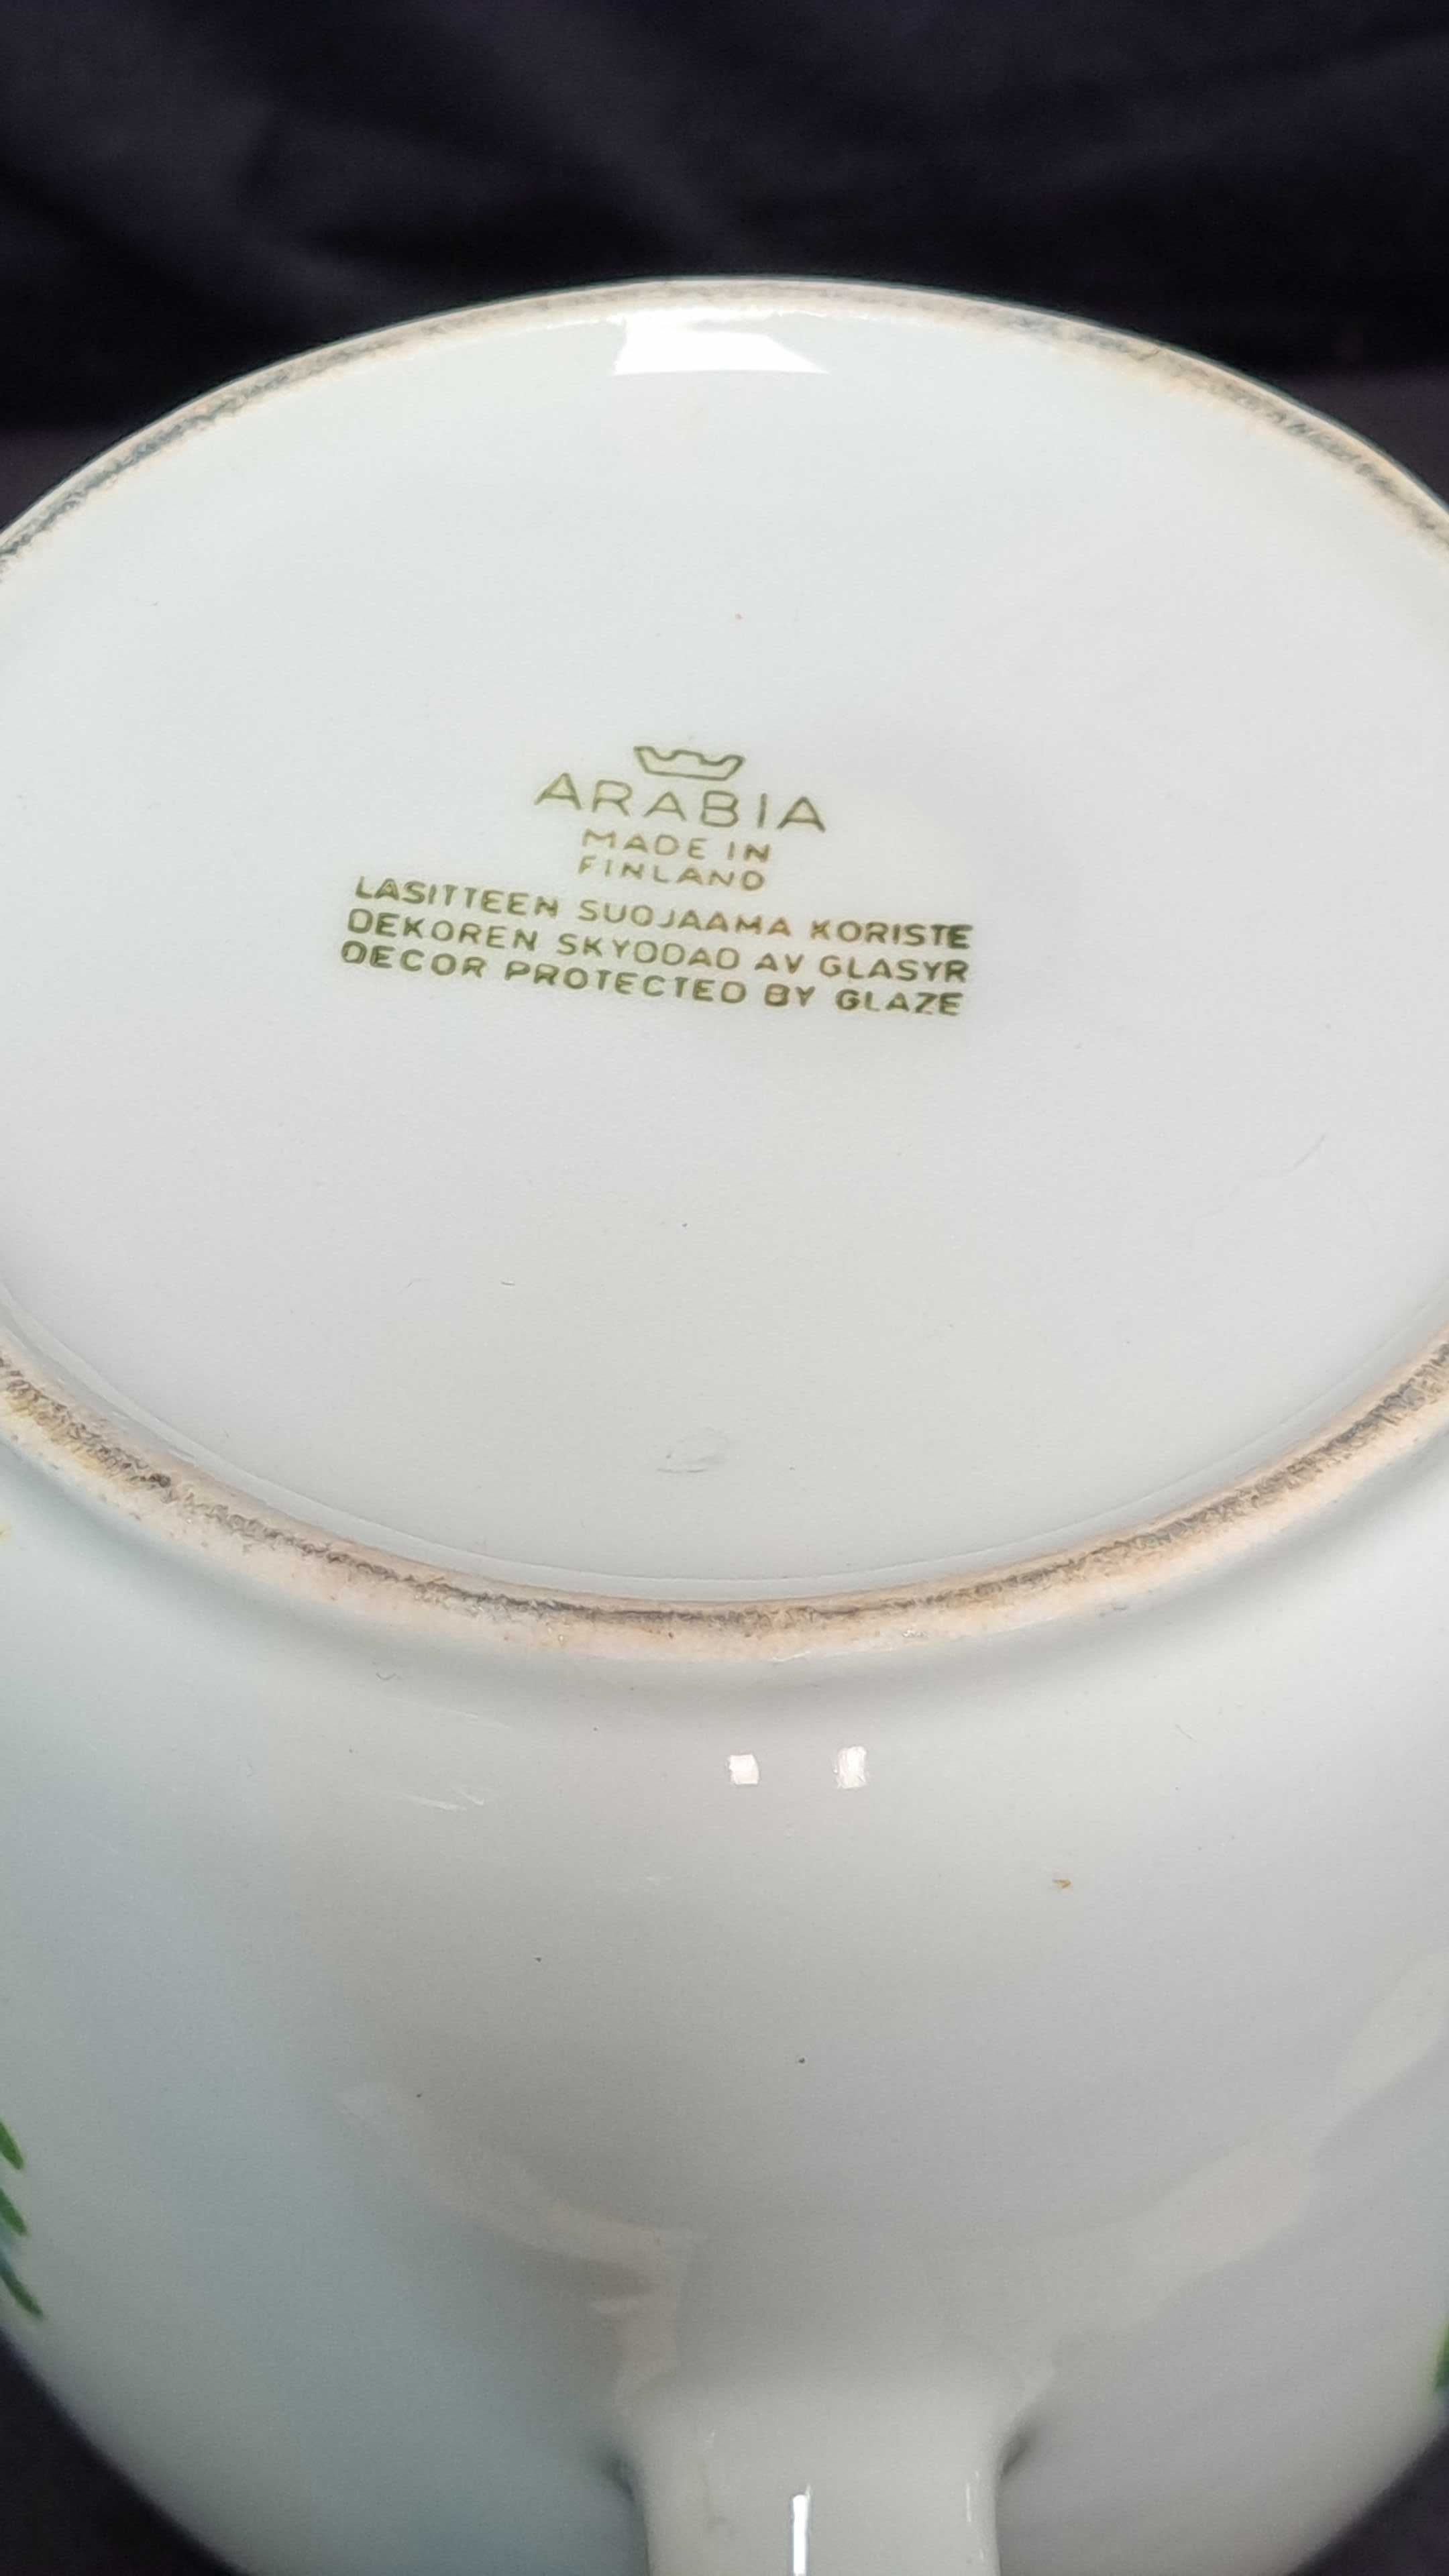 ARABIA
MADE IN
FINLAND
LASITTEEN SUOJAAMA KORISTE
DEKOREN SKYDDAD AV GLASYR
DECOR PROTECTED BY GLAZE